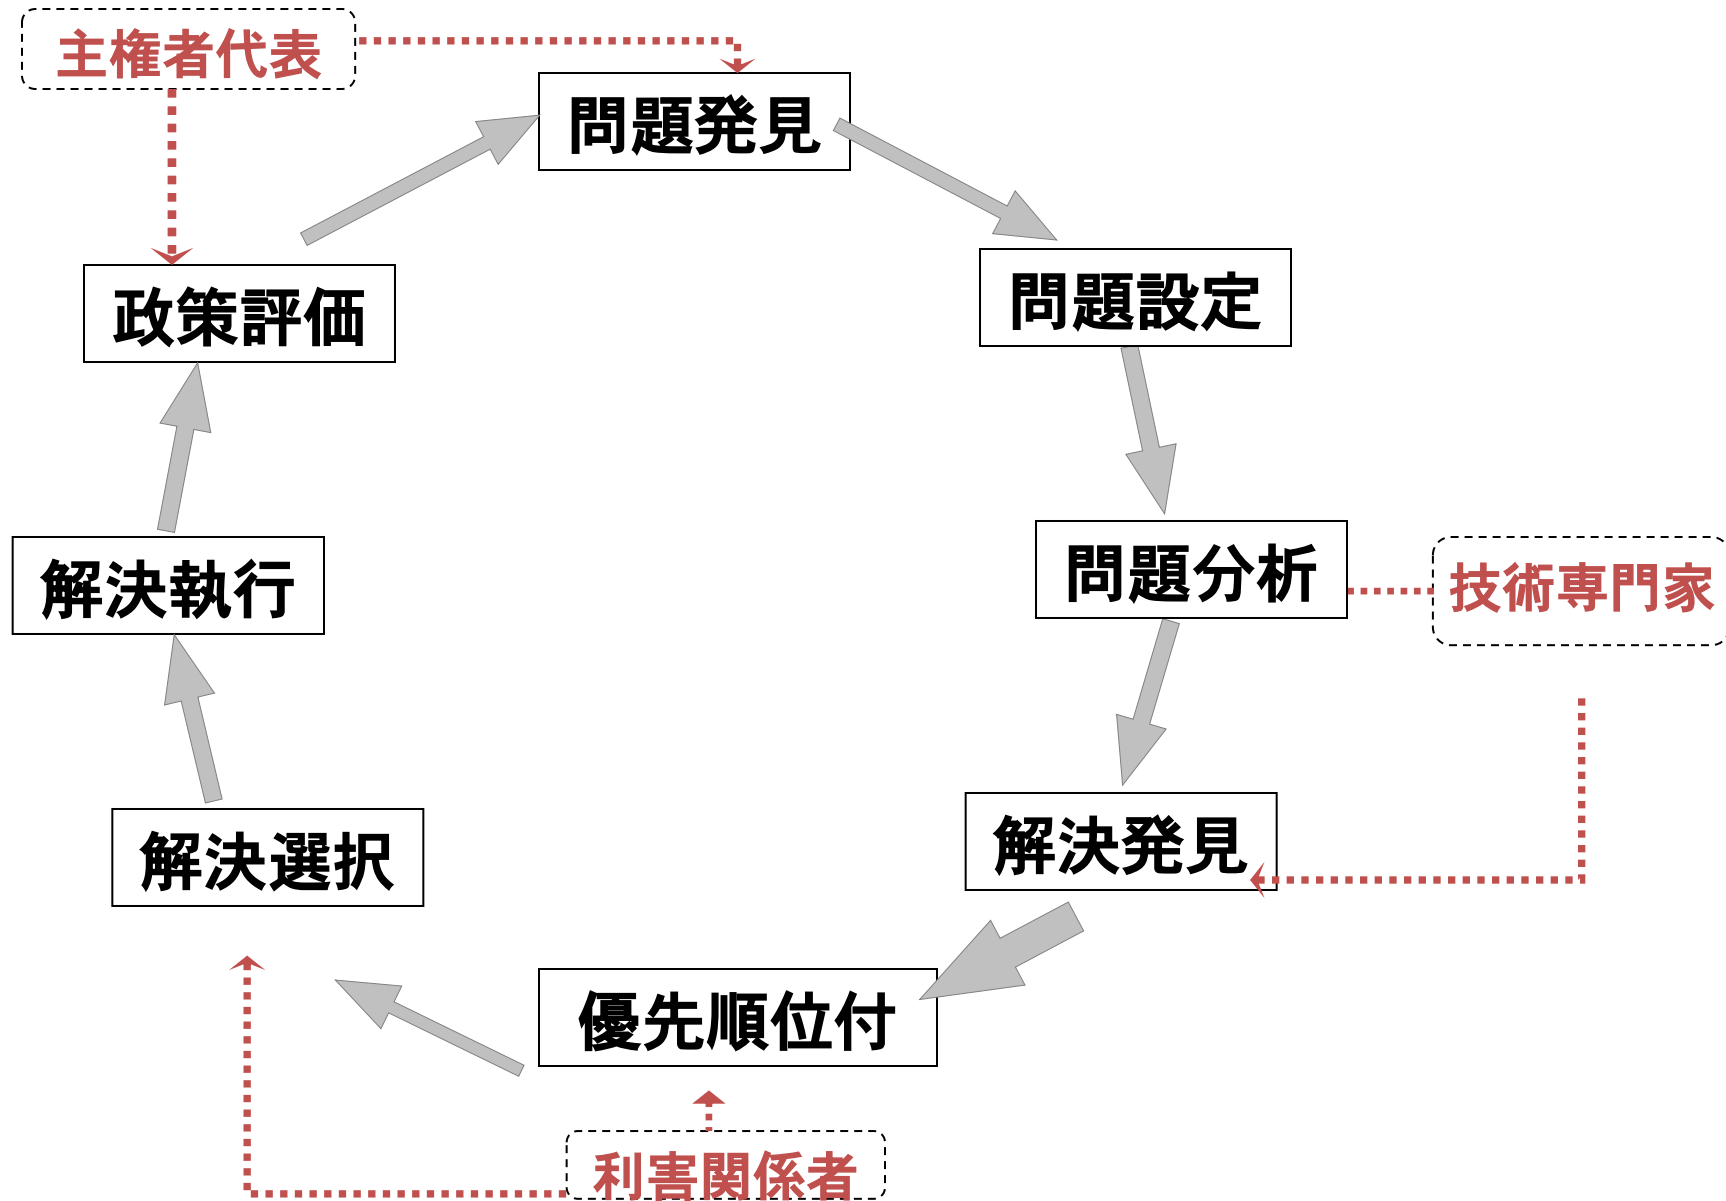 主権者代表
問題発見
問題設定
政策評価
問題分析
技術専門家
解決執行
解決発見
解決選択
優先順位付
利害関係者